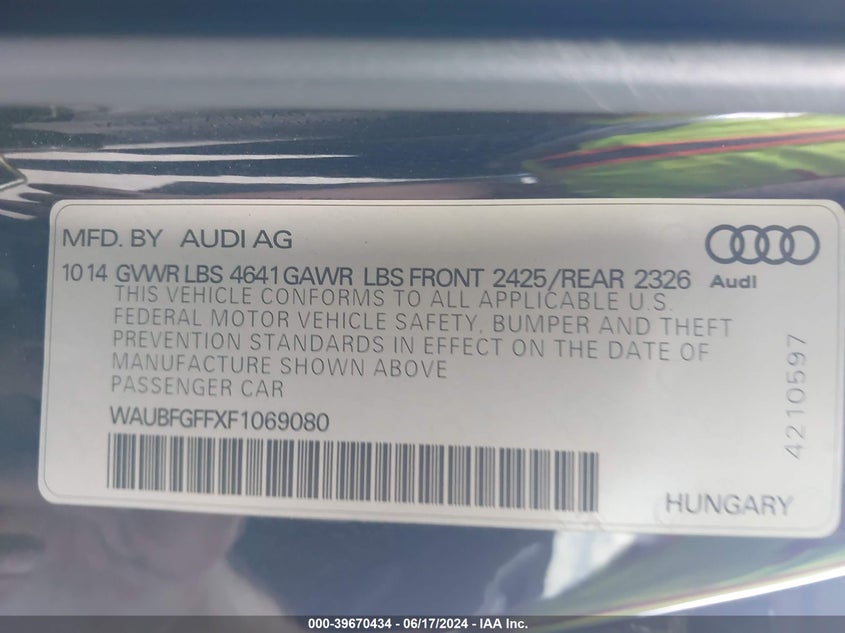 MFD. BY AUDI AG
Audi
10 14 GVWR LBS 4641 GAWR LBS FRONT 2425/REAR 2326
THIS VEHICLE CONFORMS TO ALL APPLICABLE U.S.
FEDERAL MOTOR VEHICLE SAFETY, BUMPER AND THEFT
PREVENTION STANDARDS IN EFFECT ON THE DATE OF
MANUFACTURE SHOWN ABOVE
PASSENGER CAR
WAUBFGFFXF1069080
4210597
HUNGARY
000-39670434 - 06/17/2024 - IAA Inc.